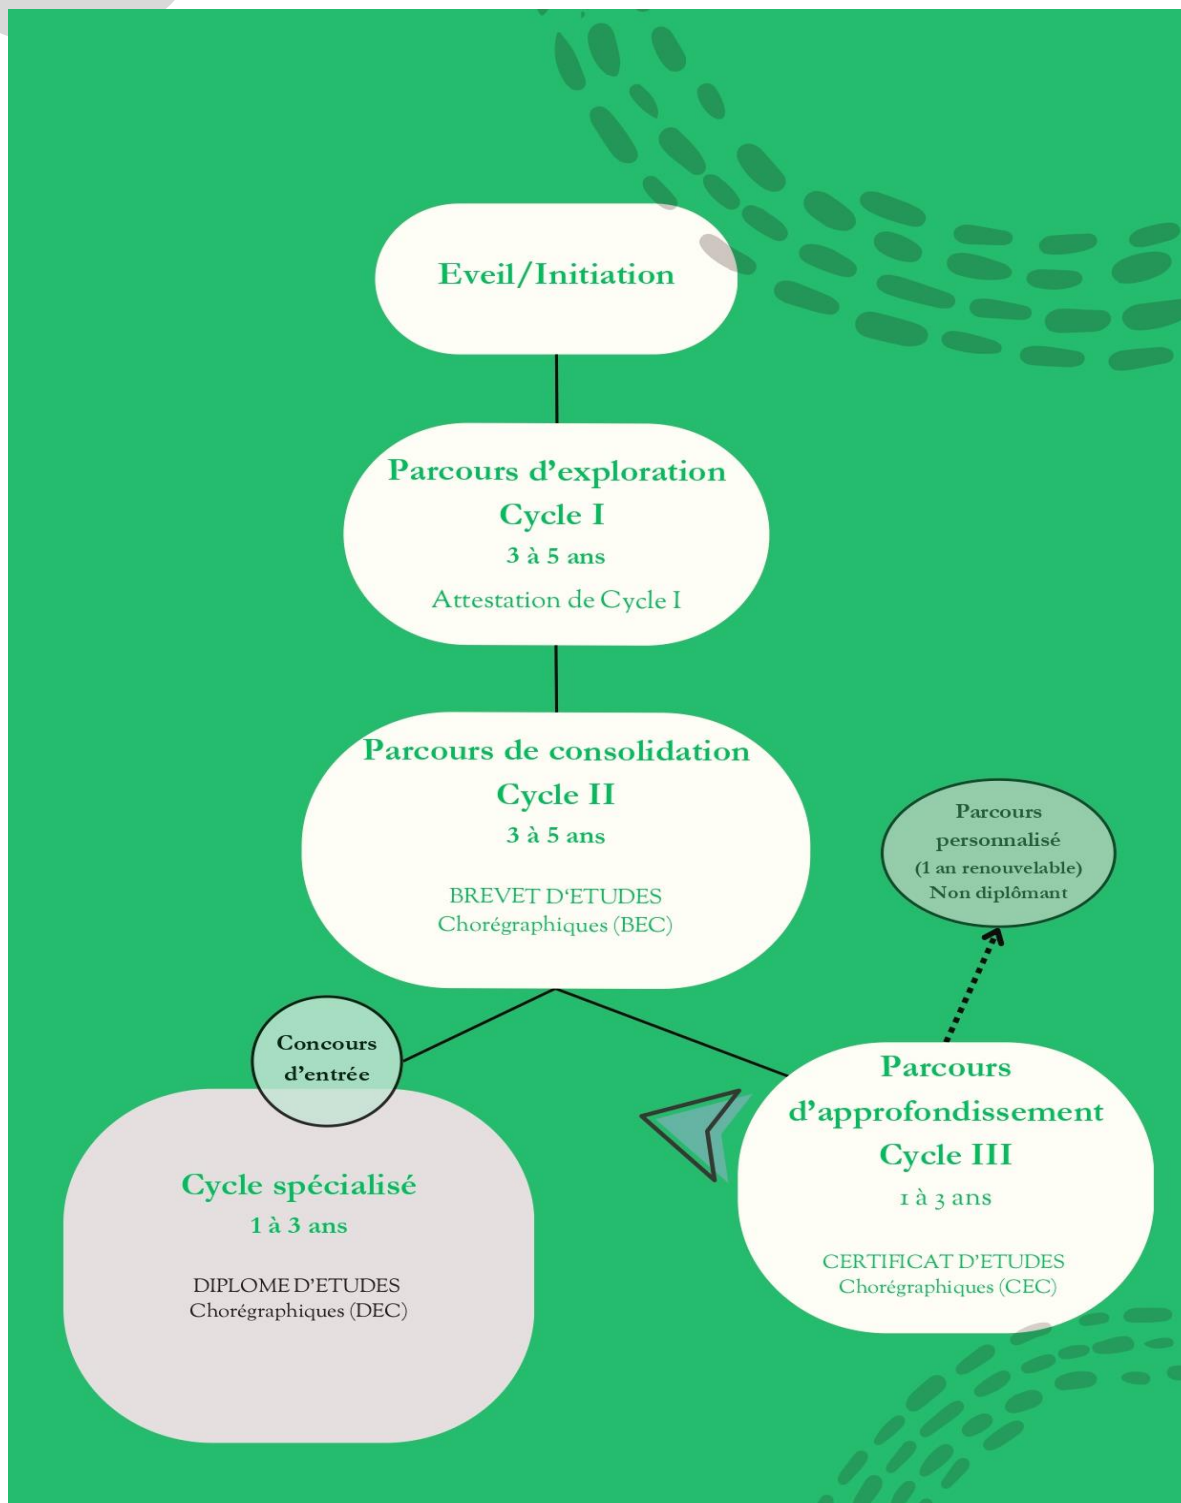 Eveil/Initiation
Parcours d'exploration
Cycle I
3 à 5 ans
Attestation de Cycle I
Parcours de consolidation
Cycle II
3 à 5 ans
BREVET D'ETUDES
Chorégraphiques (BEC)
Parcours
personnalisé
(1 an renouvelable)
Non diplômant
Concours
d'entrée
Cycle spécialisé
1 à 3 ans
DIPLOME D'ETUDES
Chorégraphiques (DEC)
Parcours
d'approfondissement
Cycle III
1 à 3 ans
CERTIFICAT D'ETUDES
Chorégraphiques (CEC)